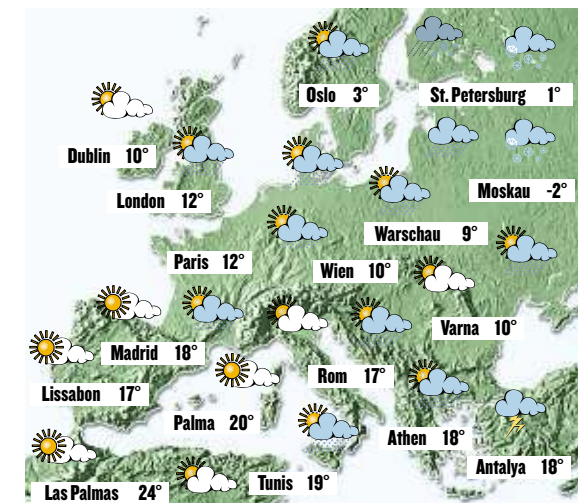 Oslo 3°
St. Petersburg 1°
Dublin 10°
London 12°
Moskau -2°
Warschau 9°
Paris 12°
Wien 10°
Varna 10°
Madrid 18°
Rom 17°
Lissabon 17°
Palma 20°
Athen 18°
Antalya 18°
Tunis 19°
Las Palmas 24°